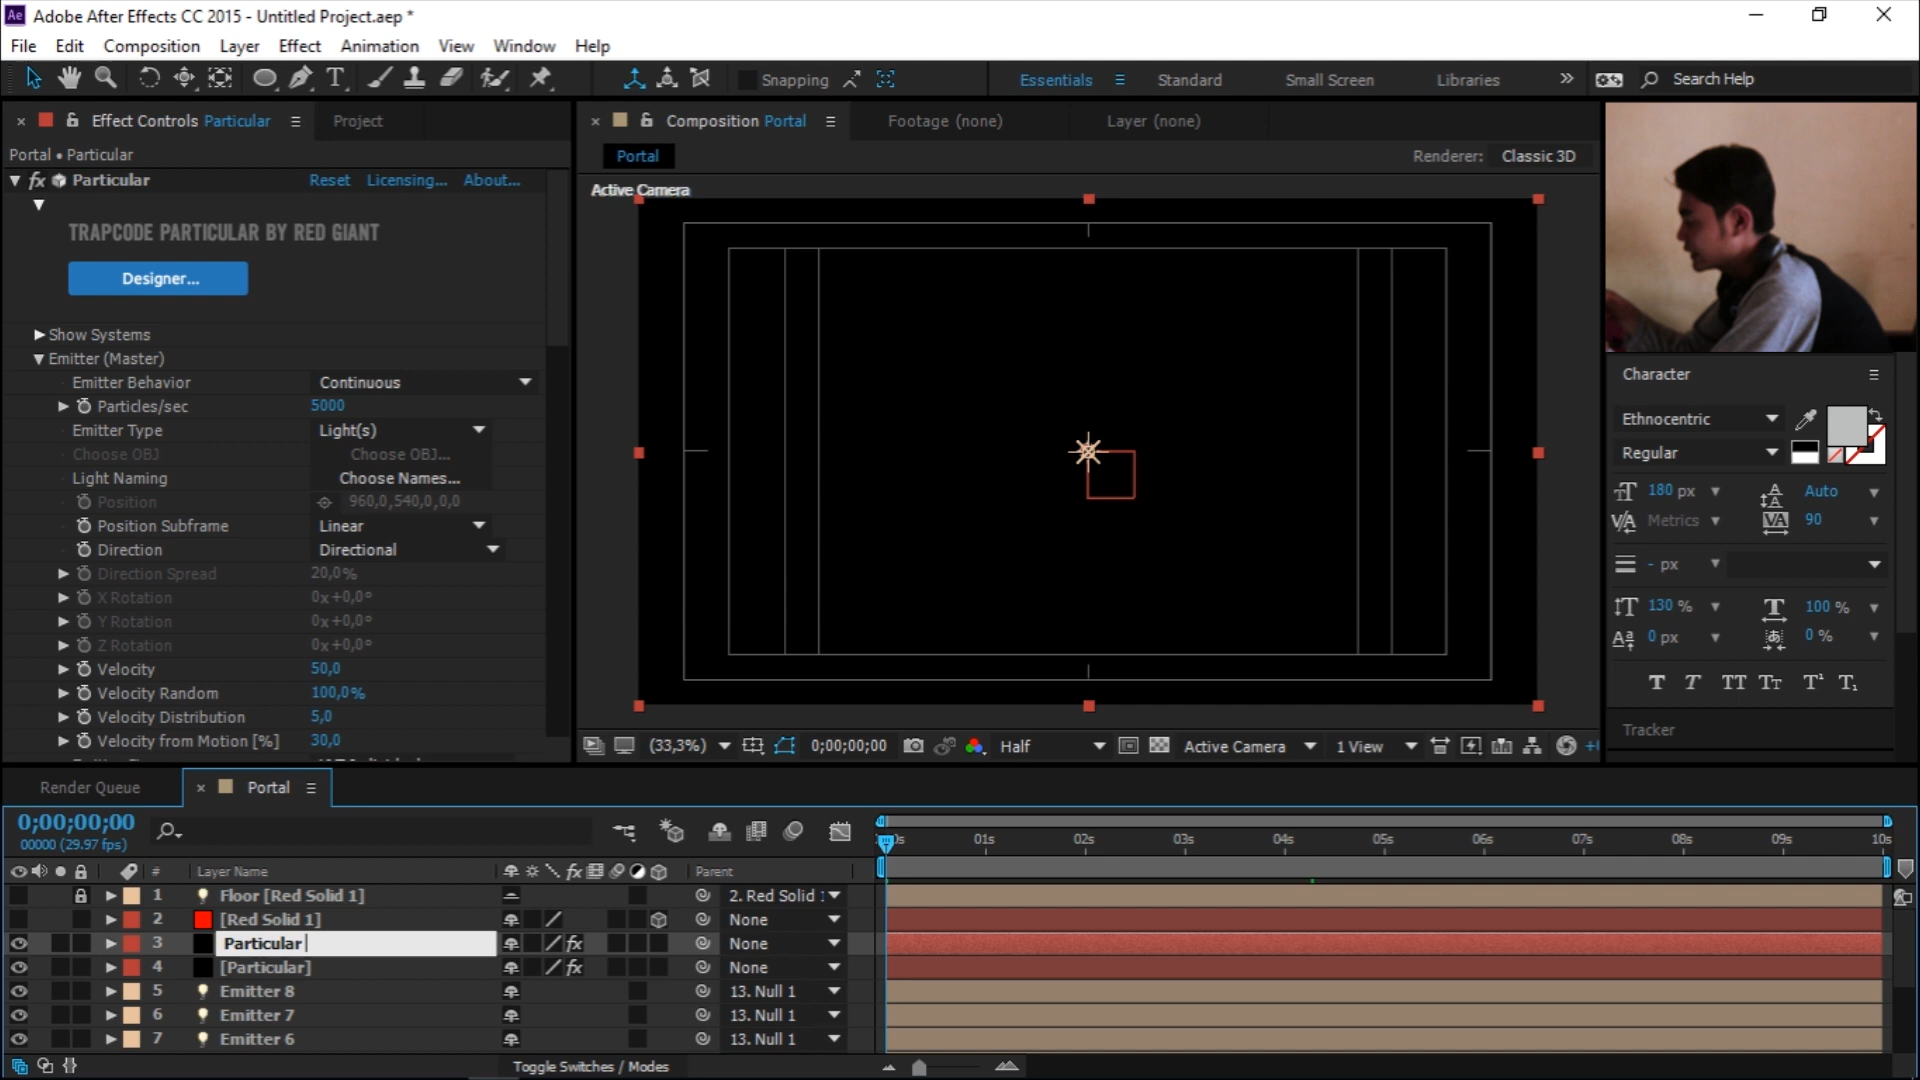 Ae Adobe After Effects CC 2015 - Untitled Project.aep *
File Edit Composition Layer Effect Animation View Window Help
Snapping Essentials Standard Small Screen Libraries Search Help
Effect Controls Particular Project
Composition Portal Footage (none) Layer (none)
Portal • Particular
Portal Renderer: Classic 3D
fx Particular Reset Licensing... About...
Active Camera
TRAPCODE PARTICULAR BY RED GIANT
Designer...
Show Systems
Emitter (Master)
Emitter Behavior Continuous
Particles/sec 5000
Emitter Type Light(s)
Choose OBJ Choose OBJ...
Light Naming Choose Names...
Position 960,0,540,0,0,0
Position Subframe Linear
Direction Directional
Direction Spread 20,0%
X Rotation 0x+0,0°
Y Rotation 0x+0,0°
Z Rotation 0x+0,0°
Velocity 50,0
Velocity Random 100,0%
Velocity Distribution 5,0
Velocity from Motion [%] 30,0
(33,3%) 0;00;00;00 Half Active Camera 1 View
Character
Ethnocentric
Regular
180 px Auto
Metrics 90
- px
130 % 100 %
0 px 0 %
T T TT Tt T¹ T₁
Tracker
Render Queue Portal
0;00;00;00
00000 (29.97 fps)
01s 02s 03s 04s 05s 06s 07s 08s 09s 10s
# Layer Name fx Parent
1 Floor [Red Solid 1] 2. Red Solid
2 [Red Solid 1] None
3 Particular fx None
4 [Particular] fx None
5 Emitter 8 13. Null 1
6 Emitter 7 13. Null 1
7 Emitter 6 13. Null 1
Toggle Switches / Modes